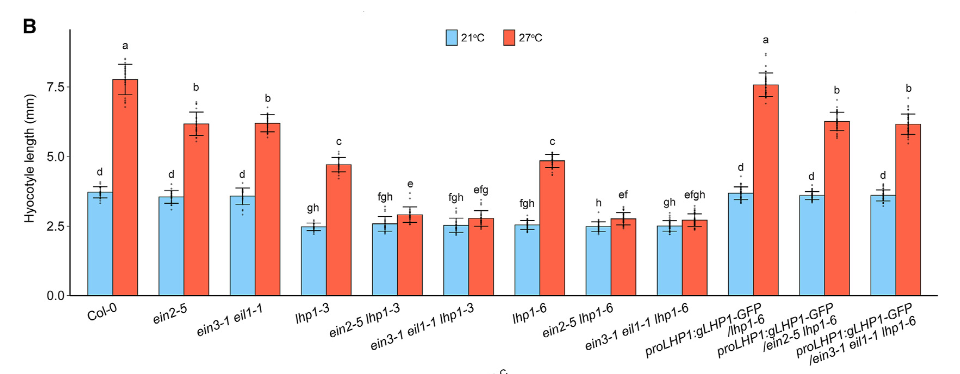 B
21°C 27°C
Hyocotyle length (mm)
7.5
5.0
2.5
0.0
a
d
b
d
b
d
c
gh
e
fgh
efg
fgh
c
fgh
ef
h
efgh
gh
a
d
b
d
b
d
Col-0
ein2-5
ein3-1 eil1-1
lhp1-3
ein2-5 lhp1-3
ein3-1 eil1-1 lhp1-3
lhp1-6
ein2-5 lhp1-6
ein3-1 eil1-1 lhp1-6
proLHP1:gLHP1-GFP
/lhp1-6
proLHP1:gLHP1-GFP
/ein2-5 lhp1-6
proLHP1:gLHP1-GFP
/ein3-1 eil1-1 lhp1-6